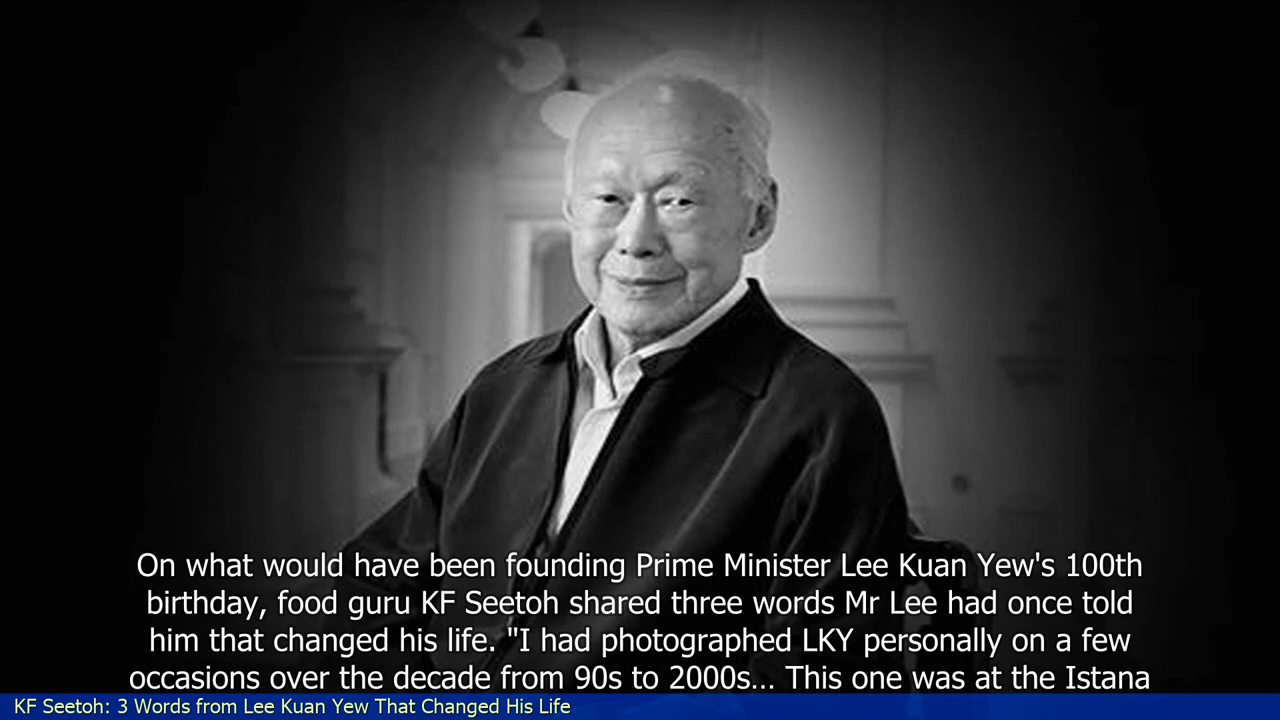 On what would have been founding Prime Minister Lee Kuan Yew's 100th
birthday, food guru KF Seetoh shared three words Mr Lee had once told
him that changed his life. "I had photographed LKY personally on a few
occasions over the decade from 90s to 2000s... This one was at the Istana
KF Seetoh: 3 Words from Lee Kuan Yew That Changed His Life